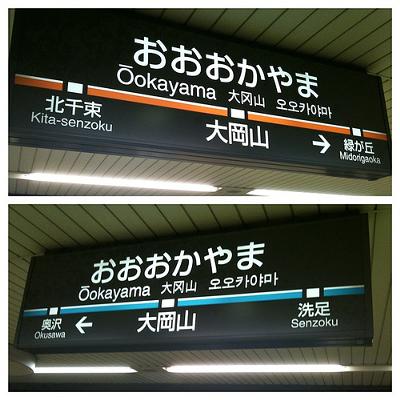 おおおかやま
Ōokayama 大冈山 오오카야마
北千束
Kita-senzoku
大岡山
→
緑が丘
Midorigaoka
おおおかやま
Ōokayama 大冈山 오오카야마
奥沢
Okusawa
←
大岡山
洗足
Senzoku